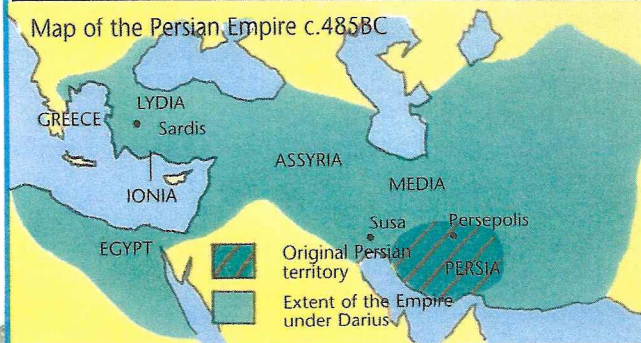 Map of the Persian Empire c.485BC
LYDIA
GREECE
Sardis
ASSYRIA
MEDIA
IONIA
Susa
Persepolis
EGYPT
Original Persian
territory
PERSIA
Extent of the Empire
under Darius